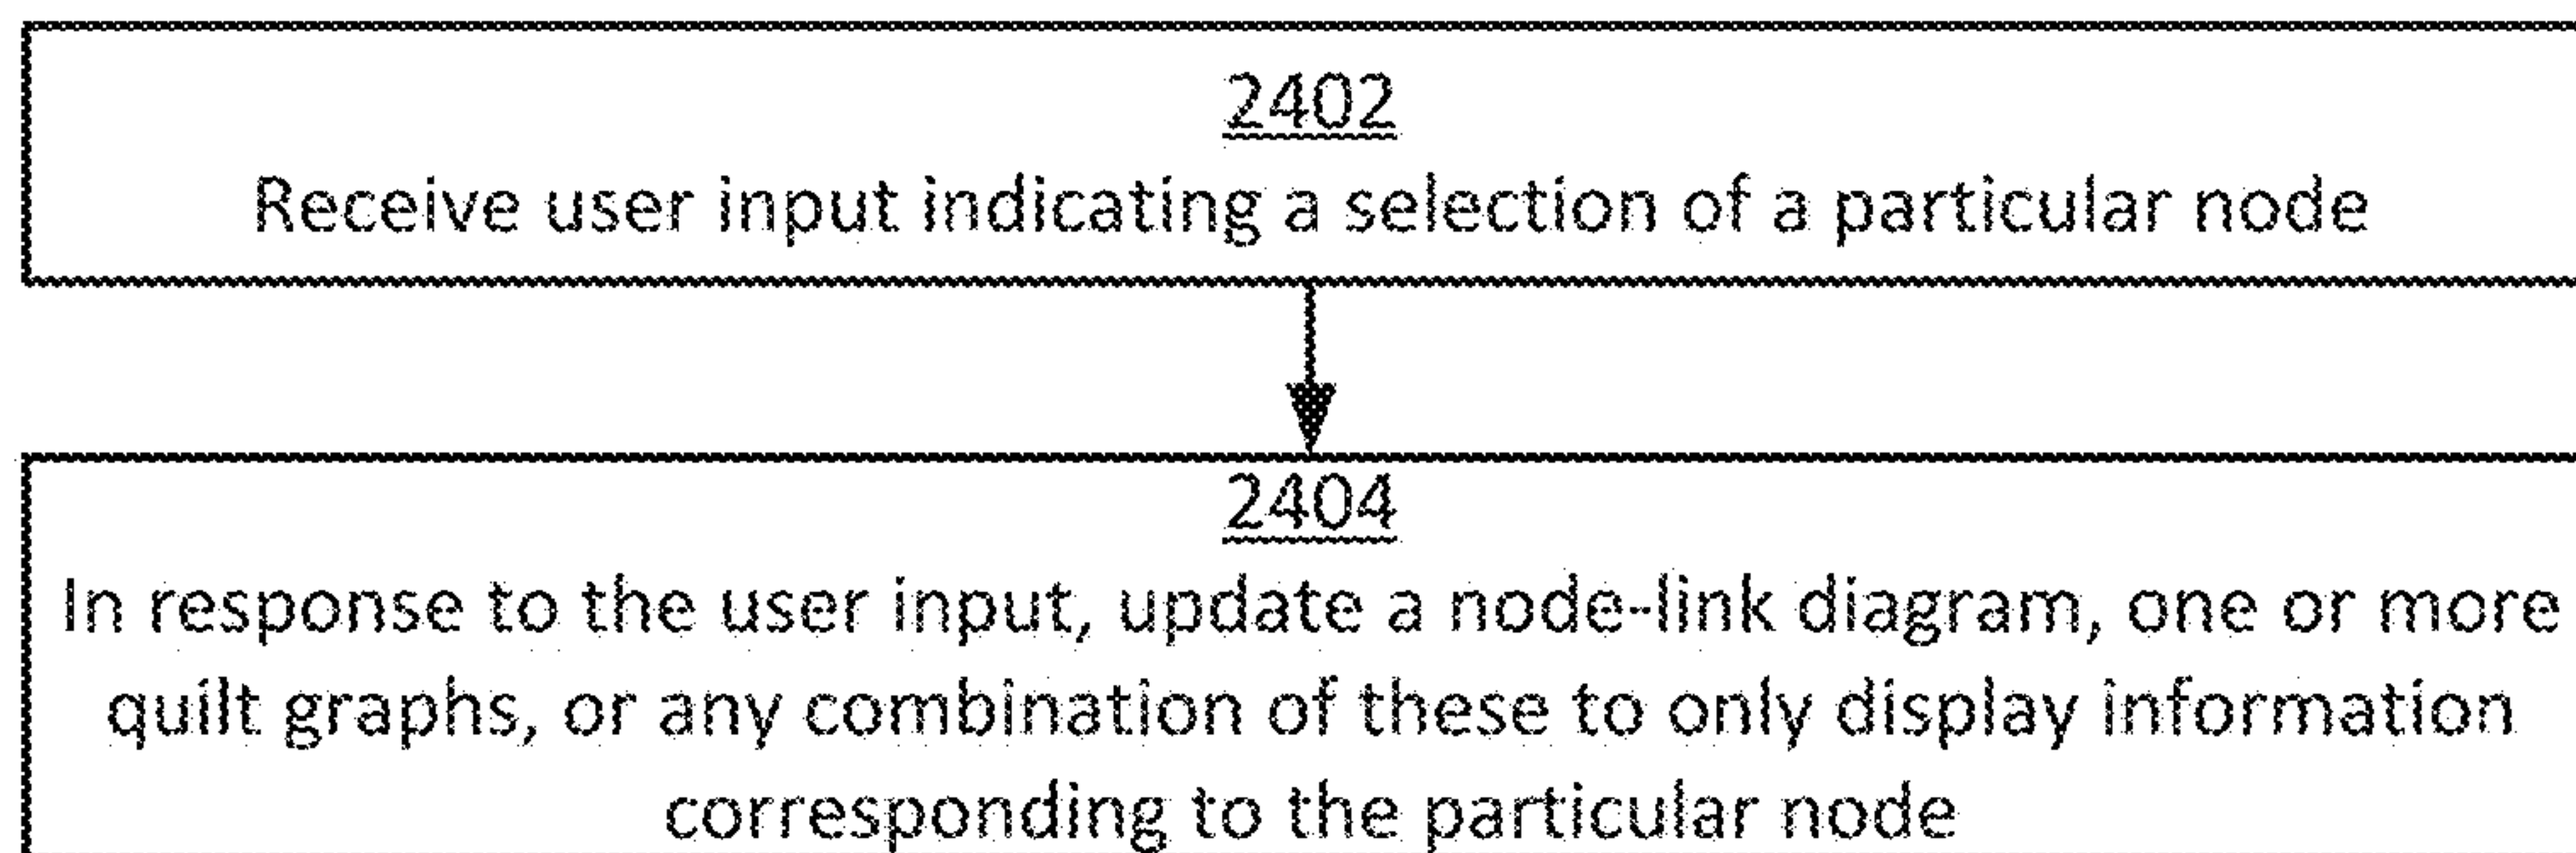 2402
Receive user input indicating a selection of a particular node
2404
In response to the user input, update a node-link diagram, one or more
quilt graphs, or any combination of these to only display information
corresponding to the particular node